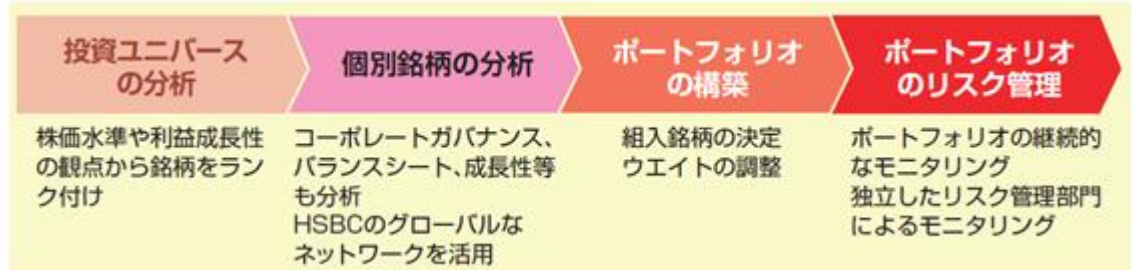 投資ユニバース
の分析
個別銘柄の分析
ポートフォリオ
の構築
ポートフォリオ
のリスク管理
株価水準や利益成長性
の観点から銘柄をラン
ク付け
コーポレートガバナンス、
バランスシート、成長性等
も分析
HSBCのグローバルな
ネットワークを活用
組入銘柄の決定
ウエイトの調整
ポートフォリオの継続的
なモニタリング
独立したリスク管理部門
によるモニタリング